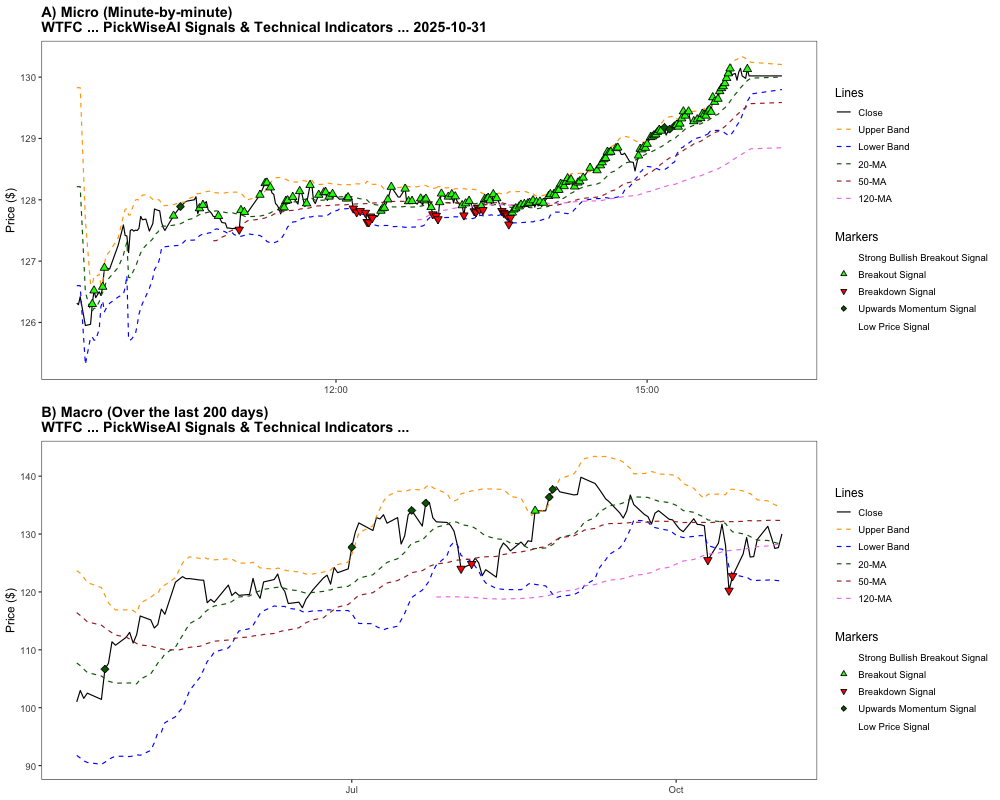 A) Micro (Minute-by-minute)
WTFC ... PickWiseAI Signals & Technical Indicators ... 2025-10-31
Price ($)
130
129
128
127
126
12:00
15:00
Lines
Close
Upper Band
Lower Band
20-MA
50-MA
120-MA
Markers
Strong Bullish Breakout Signal
Breakout Signal
Breakdown Signal
Upwards Momentum Signal
Low Price Signal
B) Macro (Over the last 200 days)
WTFC ... PickWiseAI Signals & Technical Indicators ...
Price ($)
140
130
120
110
100
90
Jul
Oct
Lines
Close
Upper Band
Lower Band
20-MA
50-MA
120-MA
Markers
Strong Bullish Breakout Signal
Breakout Signal
Breakdown Signal
Upwards Momentum Signal
Low Price Signal